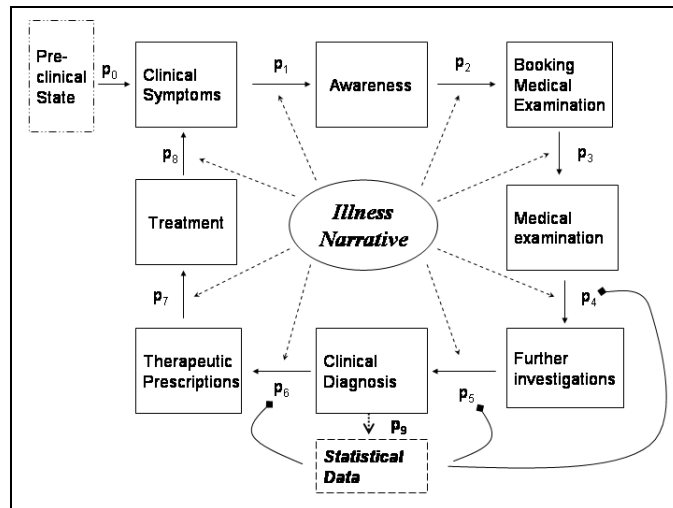 Pre-
clinical
State
p0
Clinical
Symptoms
p1
Awareness
p2
Booking
Medical
Examination
p3
Medical
examination
p4
Further
investigations
p5
Clinical
Diagnosis
p6
Therapeutic
Prescriptions
p7
Treatment
p8
Illness
Narrative
p9
Statistical
Data